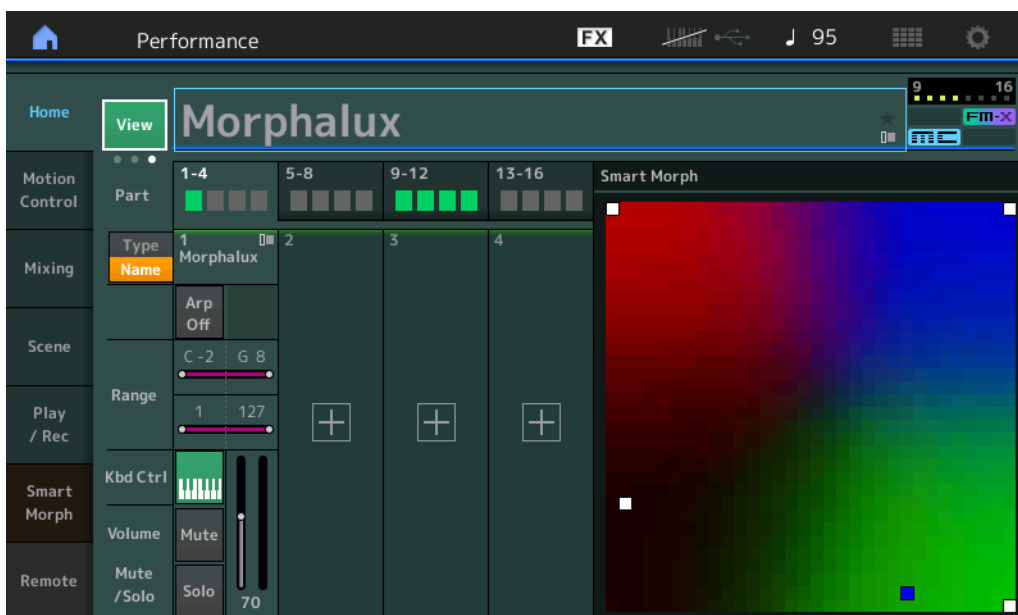 Performance
FX
♩ 95
Home
View
Morphalux
9 16
FM-X
MC
Motion
Control
Part
1-4
5-8
9-12
13-16
Smart Morph
Mixing
Type
Name
1
Morphalux
2
3
4
Arp
Off
Scene
C -2 G 8
Range
Play
/ Rec
1 127
Smart
Morph
Kbd Ctrl
Volume
Mute
Remote
Mute
/Solo
Solo
70